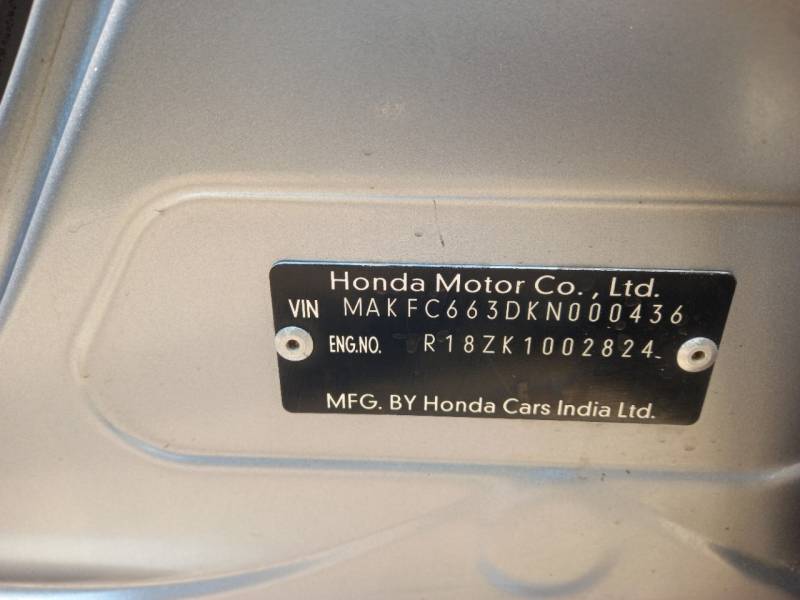 Honda Motor Co., Ltd.
VIN MAKFC663DKN000436
ENG.NO. R18ZK1002824
MFG. BY Honda Cars India Ltd.